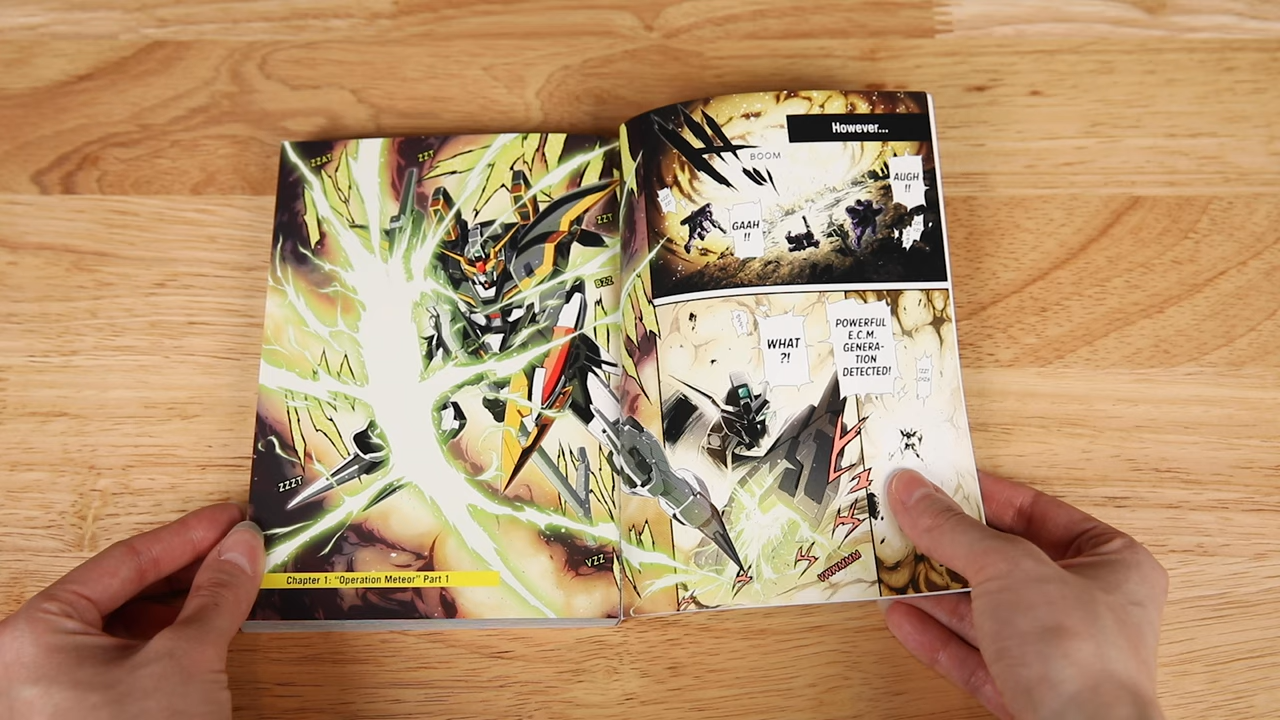 ZZAT
ZZT
ZZT
BZZ
ZZZT
VZZ
Chapter 1: “Operation Meteor” Part 1
However...
BOOM
AUGH
!!
GAAH
!!
POWERFUL
E.C.M.
GENERA-
TION
DETECTED!
WHAT
?!
VWWMMM